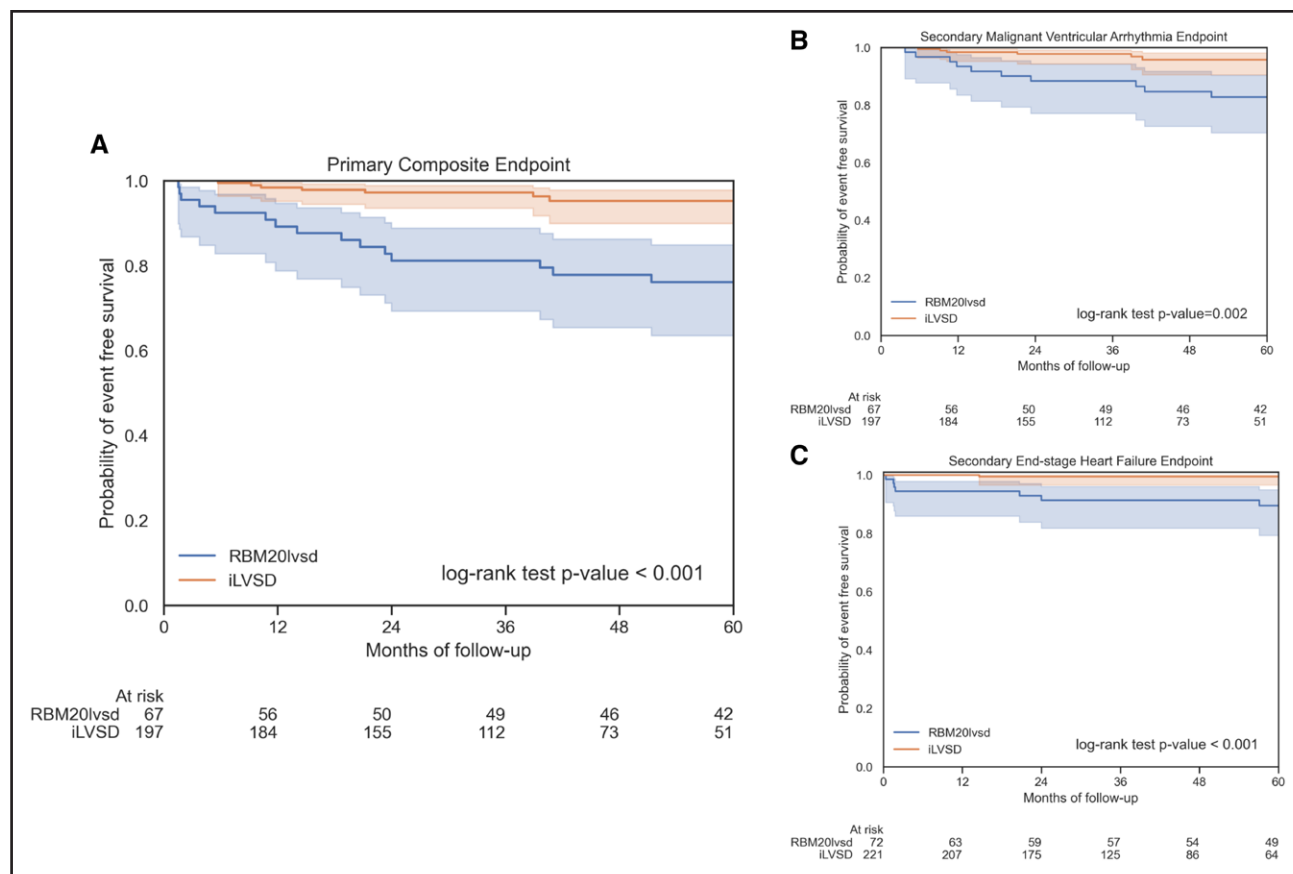 A
Primary Composite Endpoint
Probability of event free survival
1.0
0.8
0.6
0.4
0.2
0.0
RBM20lvsd
iLVSD
log-rank test p-value < 0.001
0 12 24 36 48 60
Months of follow-up
At risk
RBM20lvsd 67 56 50 49 46 42
iLVSD 197 184 155 112 73 51
B
Secondary Malignant Ventricular Arrhythmia Endpoint
Probability of event free survival
1.0
0.8
0.6
0.4
0.2
0.0
RBM20lvsd
iLVSD
log-rank test p-value=0.002
0 12 24 36 48 60
Months of follow-up
At risk
RBM20lvsd 67 56 50 49 46 42
iLVSD 197 184 155 112 73 51
C
Secondary End-stage Heart Failure Endpoint
Probability of event free survival
1.0
0.8
0.6
0.4
0.2
0.0
RBM20lvsd
iLVSD
log-rank test p-value < 0.001
0 12 24 36 48 60
Months of follow-up
At risk
RBM20lvsd 72 63 59 57 54 49
iLVSD 221 207 175 125 86 64